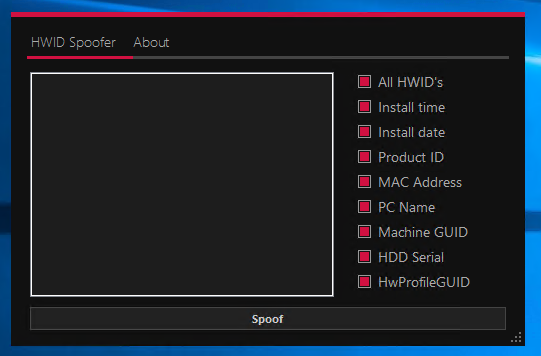 HWID Spoofer About
All HWID's
Install time
Install date
Product ID
MAC Address
PC Name
Machine GUID
HDD Serial
HwProfileGUID
Spoof